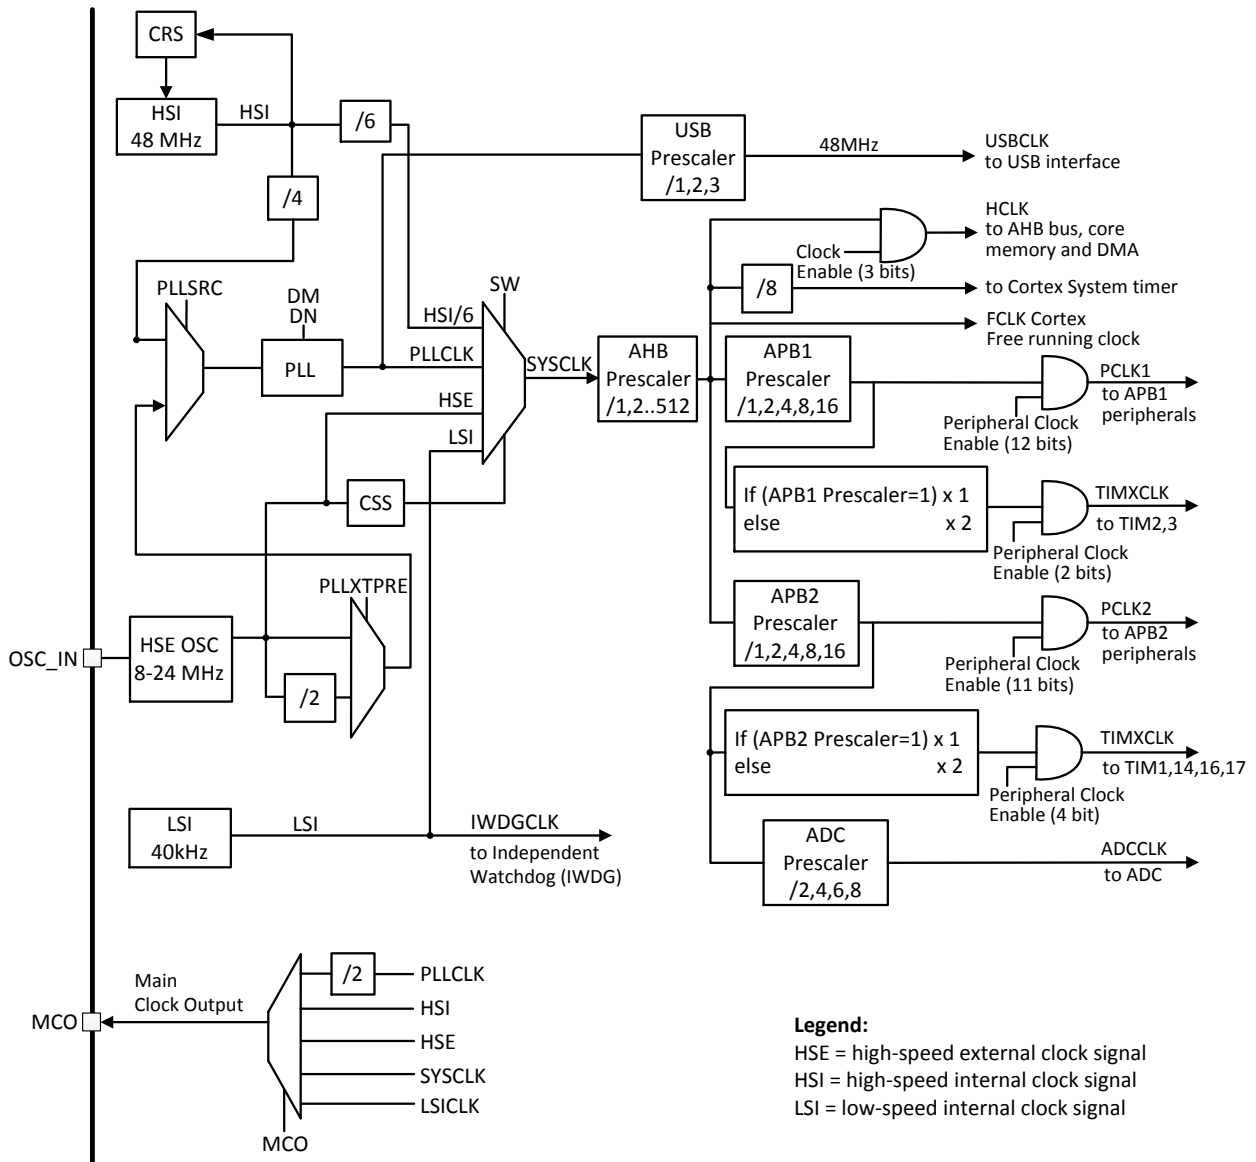 CRS
HSI
48 MHz
HSI
/6
/4
USB
Prescaler
/1,2,3
48MHz
USBCLK
to USB interface
HCLK
to AHB bus, core
memory and DMA
Clock
Enable (3 bits)
/8
to Cortex System timer
FCLK Cortex
Free running clock
PLLSRC
DM
DN
PLL
SW
HSI/6
PLLCLK
HSE
LSI
SYSCLK
AHB
Prescaler
/1,2..512
APB1
Prescaler
/1,2,4,8,16
PCLK1
to APB1
peripherals
Peripheral Clock
Enable (12 bits)
CSS
If (APB1 Prescaler=1) x 1
else x 2
TIMXCLK
to TIM2,3
Peripheral Clock
Enable (2 bits)
PLLXTPRE
OSC_IN
HSE OSC
8-24 MHz
/2
APB2
Prescaler
/1,2,4,8,16
PCLK2
to APB2
peripherals
Peripheral Clock
Enable (11 bits)
If (APB2 Prescaler=1) x 1
else x 2
TIMXCLK
to TIM1,14,16,17
Peripheral Clock
Enable (4 bit)
LSI
40kHz
LSI
IWDGCLK
to Independent
Watchdog (IWDG)
ADC
Prescaler
/2,4,6,8
ADCCLK
to ADC
MCO
Main
Clock Output
/2
PLLCLK
HSI
HSE
SYSCLK
LSICLK
MCO
Legend:
HSE = high-speed external clock signal
HSI = high-speed internal clock signal
LSI = low-speed internal clock signal